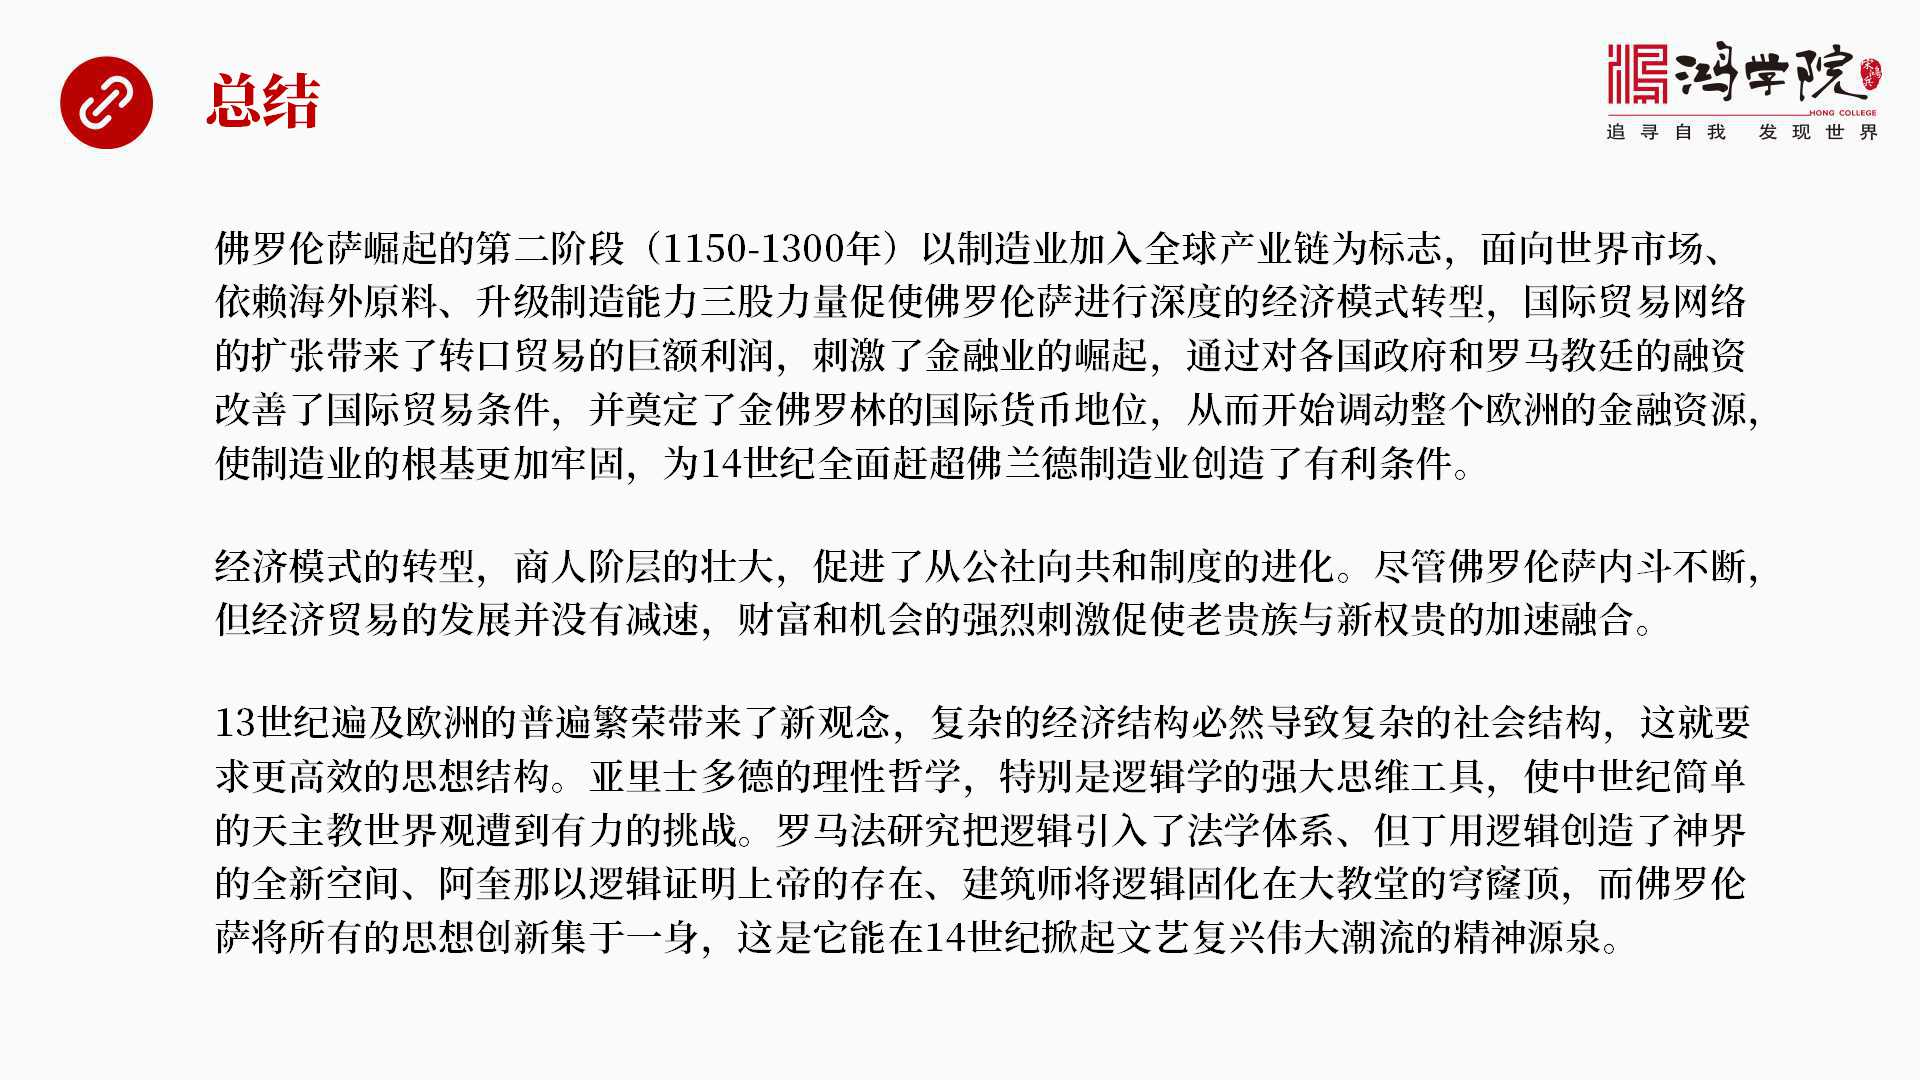 总结
鸿学院
宋鸿兵
HONG COLLEGE
追寻自我 发现世界
佛罗伦萨崛起的第二阶段（1150-1300年）以制造业加入全球产业链为标志，面向世界市场、
依赖海外原料、升级制造能力三股力量促使佛罗伦萨进行深度的经济模式转型，国际贸易网络
的扩张带来了转口贸易的巨额利润，刺激了金融业的崛起，通过对各国政府和罗马教廷的融资
改善了国际贸易条件，并奠定了金佛罗林的国际货币地位，从而开始调动整个欧洲的金融资源，
使制造业的根基更加牢固，为14世纪全面赶超佛兰德制造业创造了有利条件。
经济模式的转型，商人阶层的壮大，促进了从公社向共和制度的进化。尽管佛罗伦萨内斗不断，
但经济贸易的发展并没有减速，财富和机会的强烈刺激促使老贵族与新权贵的加速融合。
13世纪遍及欧洲的普遍繁荣带来了新观念，复杂的经济结构必然导致复杂的社会结构，这就要
求更高效的思想结构。亚里士多德的理性哲学，特别是逻辑学的强大思维工具，使中世纪简单
的天主教世界观遭到有力的挑战。罗马法研究把逻辑引入了法学体系、但丁用逻辑创造了神界
的全新空间、阿奎那以逻辑证明上帝的存在、建筑师将逻辑固化在大教堂的穹窿顶，而佛罗伦
萨将所有的思想创新集于一身，这是它能在14世纪掀起文艺复兴伟大潮流的精神源泉。